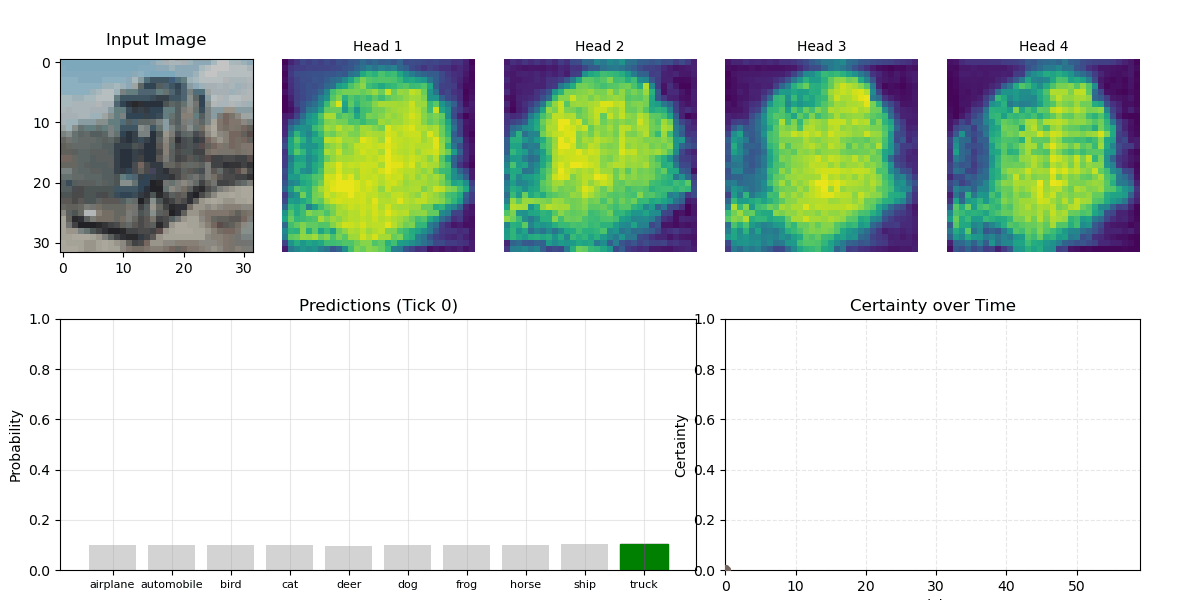 Input Image
Head 1
Head 2
Head 3
Head 4
0
10
20
30
0 10 20 30
Predictions (Tick 0)
Certainty over Time
1.0
0.8
0.6
0.4
0.2
0.0
Probability
airplane automobile bird cat deer dog frog horse ship truck
1.0
0.8
0.6
0.4
0.2
0.0
Certainty
0 10 20 30 40 50